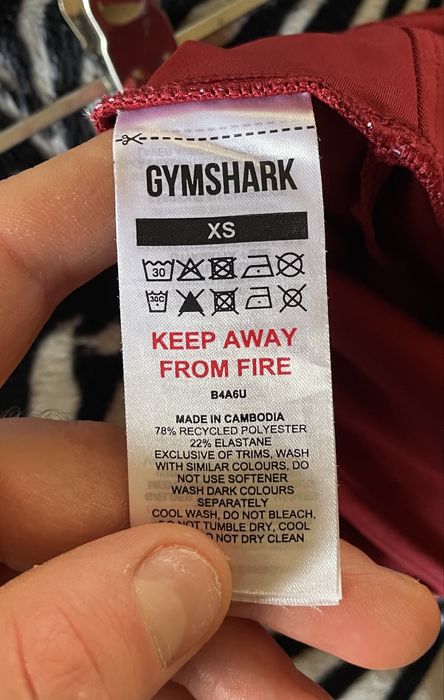 GYMSHARK
XS
30
30C
KEEP AWAY
FROM FIRE
B4A6U
MADE IN CAMBODIA
78% RECYCLED POLYESTER
22% ELASTANE
EXCLUSIVE OF TRIMS, WASH
WITH SIMILAR COLOURS, DO
NOT USE SOFTENER
WASH DARK COLOURS
SEPARATELY
COOL WASH, DO NOT BLEACH,
DO NOT TUMBLE DRY, COOL
NOT DRY CLEAN